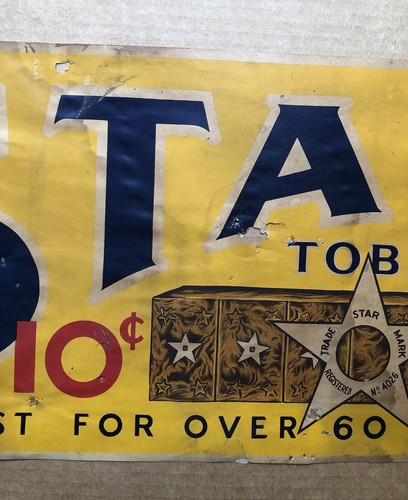 STA
TOB
10¢
STAR
TRADE MARK
REGISTERED No. 4026
ST FOR OVER 60